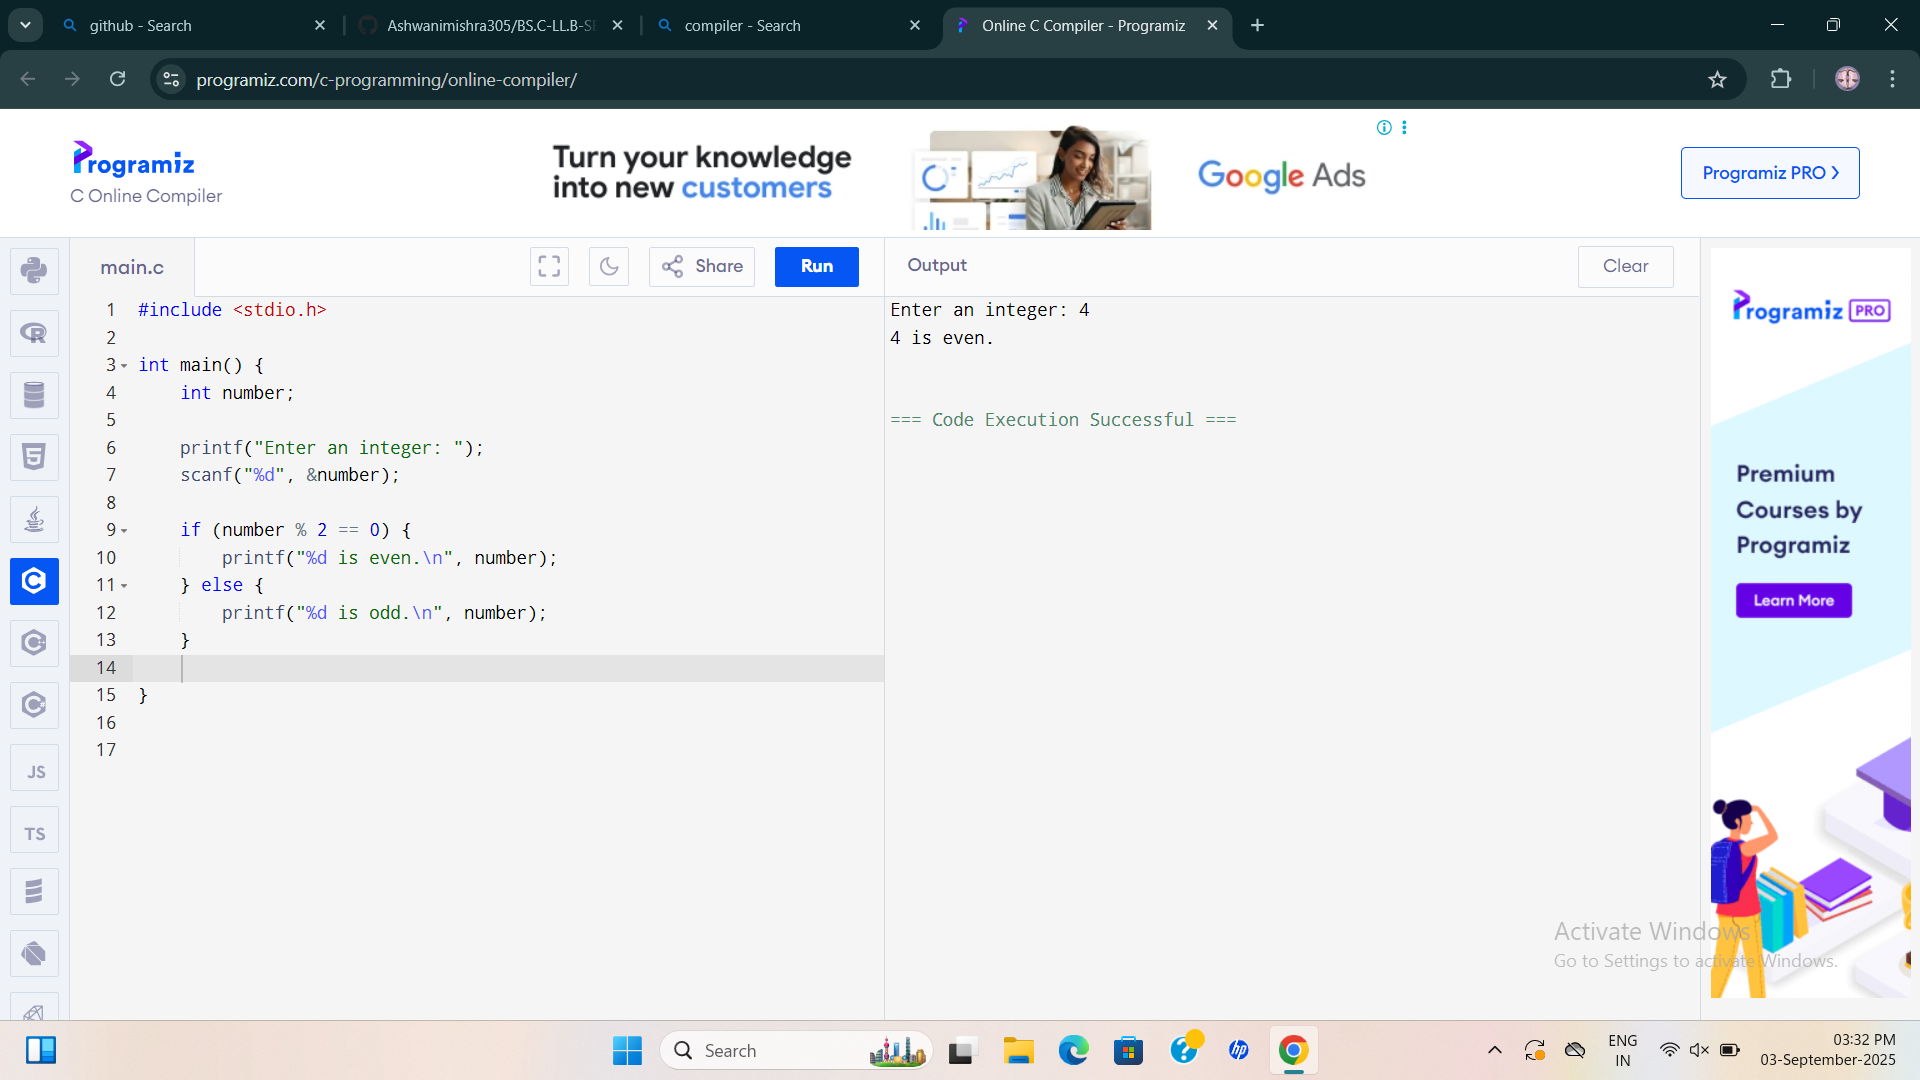 github - Search
Ashwanimishra305/BS.C-LL.B-SE
compiler - Search
Online C Compiler - Programiz
programiz.com/c-programming/online-compiler/
Programiz
C Online Compiler
Turn your knowledge
into new customers
Google Ads
Programiz PRO
main.c
Share
Run
Output
Clear
1 #include <stdio.h>
2
3 int main() {
4     int number;
5
6     printf("Enter an integer: ");
7     scanf("%d", &number);
8
9     if (number % 2 == 0) {
10         printf("%d is even.\n", number);
11     } else {
12         printf("%d is odd.\n", number);
13     }
14
15 }
16
17
Enter an integer: 4
4 is even.
=== Code Execution Successful ===
JS
TS
Programiz PRO
Premium
Courses by
Programiz
Learn More
Activate Windows
Go to Settings to activate Windows.
Search
hp
ENG
IN
03:32 PM
03-September-2025